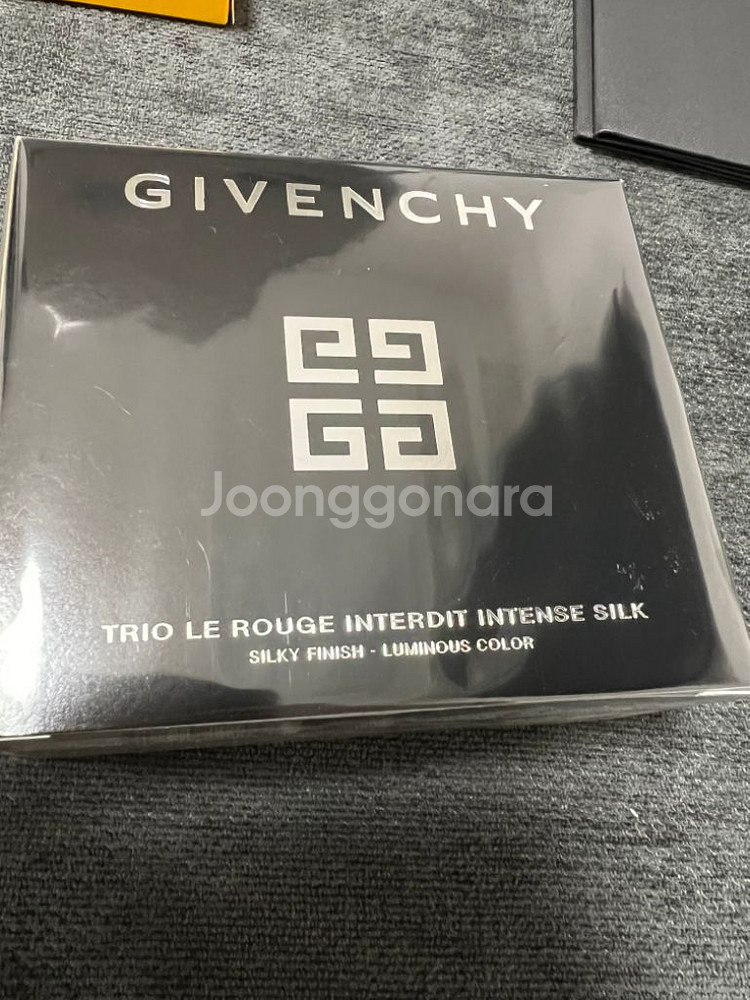 GIVENCHY
Joonggonara
TRIO LE ROUGE INTERDIT INTENSE SILK
SILKY FINISH - LUMINOUS COLOR